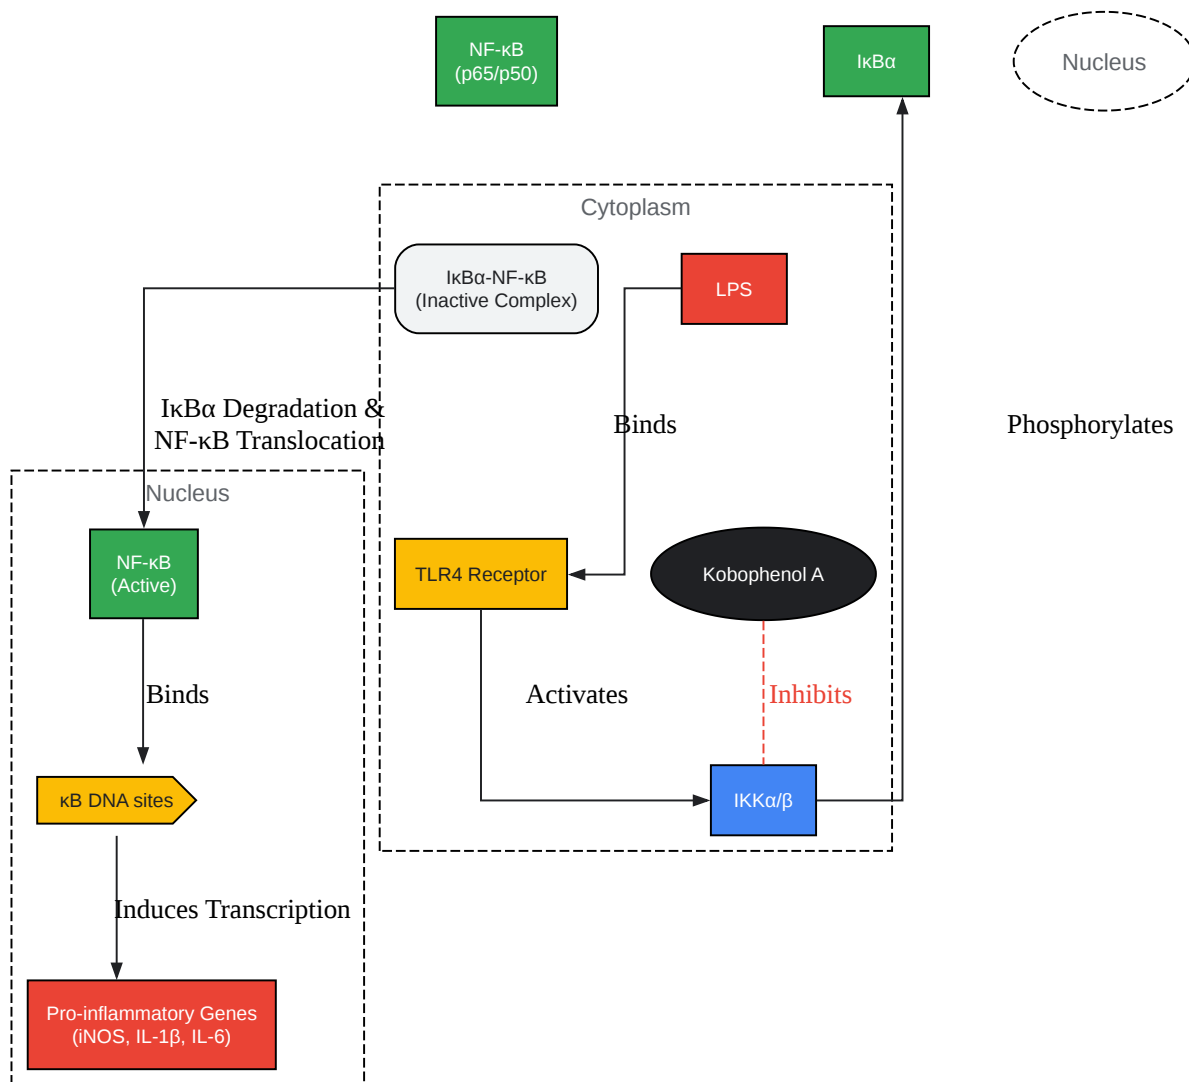 NF-κB
(p65/p50)
IκBα
Nucleus
Cytoplasm
IκBα-NF-κB
(Inactive Complex)
LPS
IκBα Degradation &
NF-κB Translocation
Binds
Phosphorylates
Nucleus
NF-κB
(Active)
TLR4 Receptor
Kobophenol A
Binds
Activates
Inhibits
κB DNA sites
IKKα/β
Induces Transcription
Pro-inflammatory Genes
(iNOS, IL-1β, IL-6)